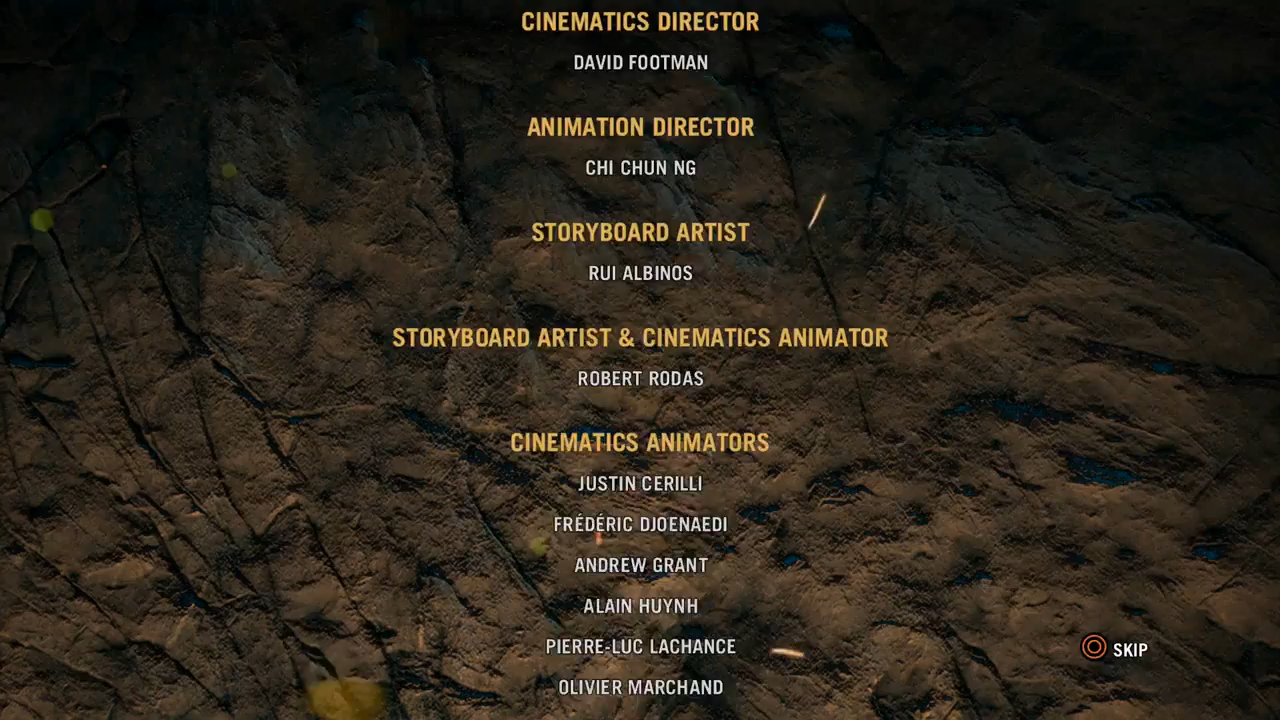 CINEMATICS DIRECTOR
DAVID FOOTMAN
ANIMATION DIRECTOR
CHI CHUN NG
STORYBOARD ARTIST
RUI ALBINOS
STORYBOARD ARTIST & CINEMATICS ANIMATOR
ROBERT RODAS
CINEMATICS ANIMATORS
JUSTIN CERILLI
FRÉDÉRIC DJOENAEDI
ANDREW GRANT
ALAIN HUYNH
PIERRE-LUC LACHANCE
SKIP
OLIVIER MARCHAND